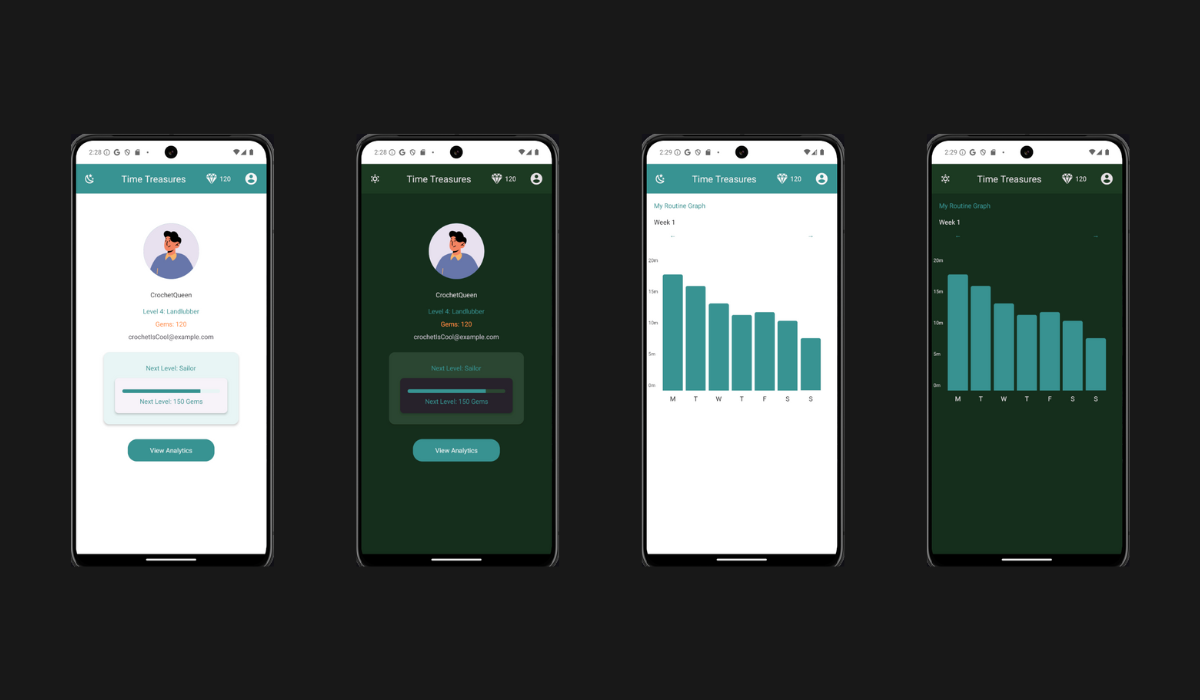 2:28
Time Treasures 120
CrochetQueen
Level 4: Landlubber
Gems: 120
crochetIsCool@example.com
Next Level: Sailor
Next Level: 150 Gems
View Analytics
2:28
Time Treasures 120
CrochetQueen
Level 4: Landlubber
Gems: 120
crochetIsCool@example.com
Next Level: Sailor
Next Level: 150 Gems
View Analytics
2:29
Time Treasures 120
My Routine Graph
Week 1
20m
15m
10m
5m
0m
M T W T F S S
2:29
Time Treasures 120
My Routine Graph
Week 1
20m
15m
10m
5m
0m
M T W T F S S